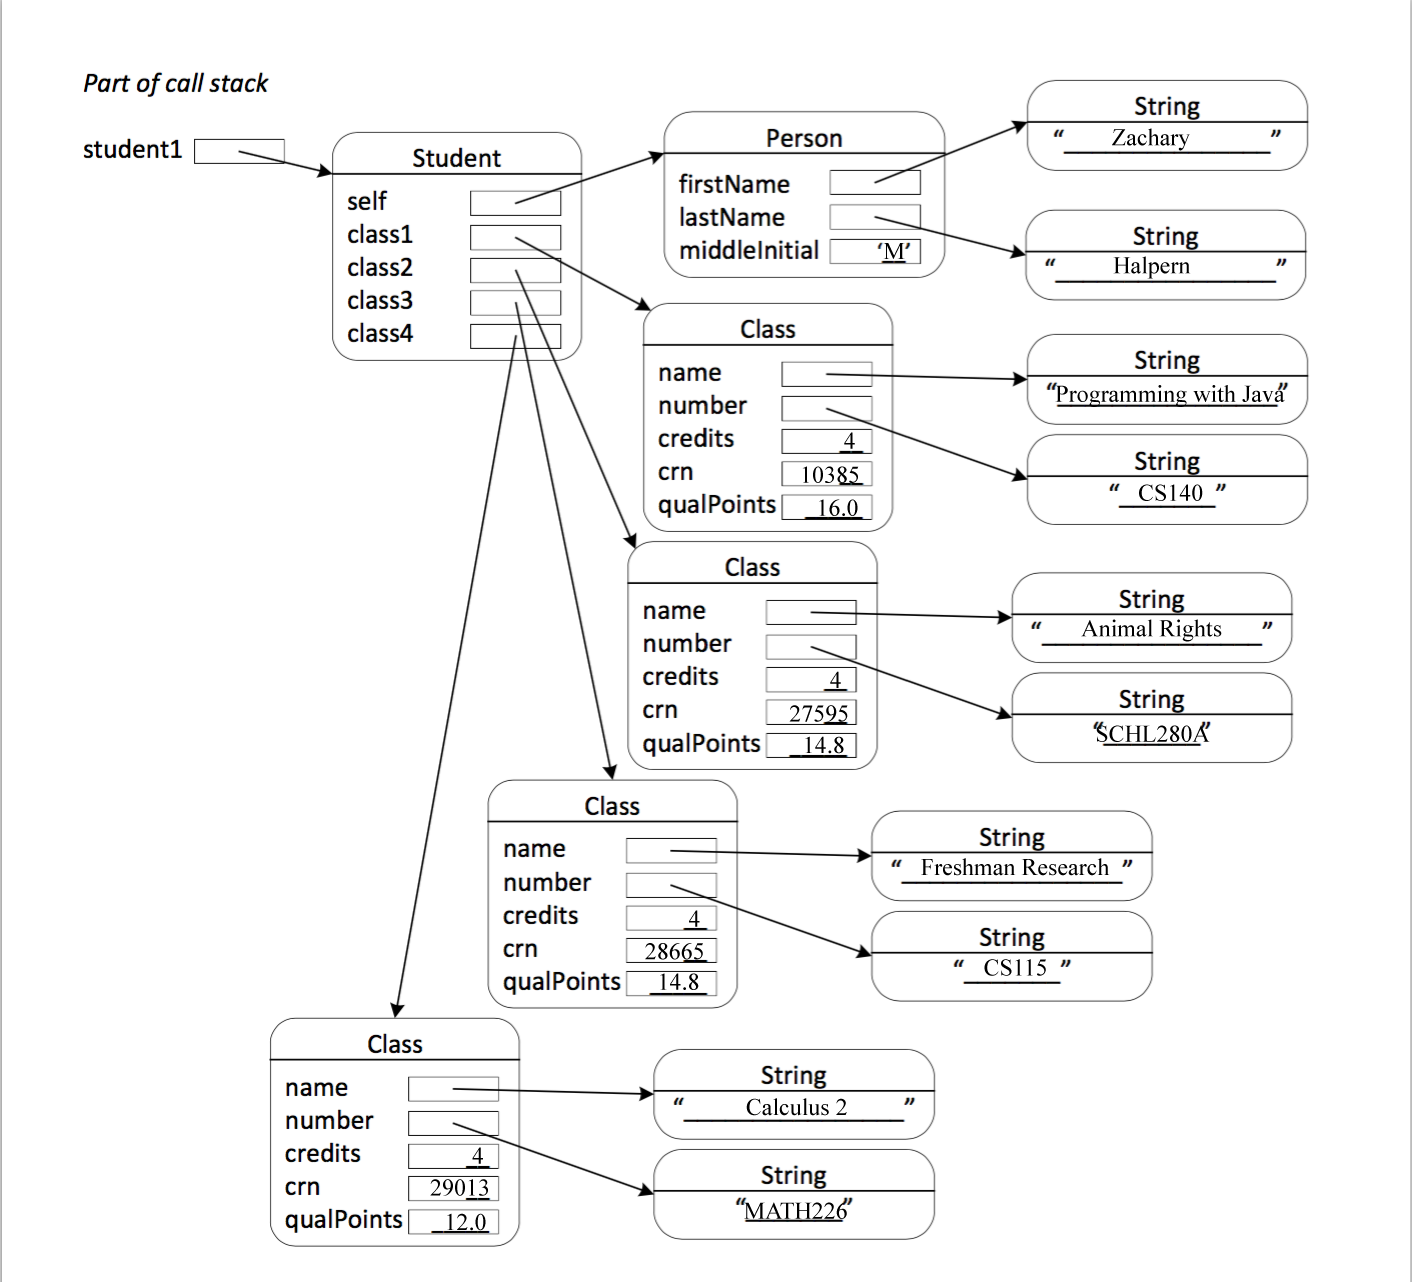 Part of call stack
student1
Student
self
class1
class2
class3
class4
Person
firstName
lastName
middleInitial ‘M’
String
“ Zachary ”
String
“ Halpern ”
Class
name
number
credits 4
crn 10385
qualPoints 16.0
String
“Programming with Java”
String
“ CS140 ”
Class
name
number
credits 4
crn 27595
qualPoints 14.8
String
“ Animal Rights ”
String
“SCHL280A”
Class
name
number
credits 4
crn 28665
qualPoints 14.8
String
“ Freshman Research ”
String
“ CS115 ”
Class
name
number
credits 4
crn 29013
qualPoints 12.0
String
“ Calculus 2 ”
String
“MATH226”